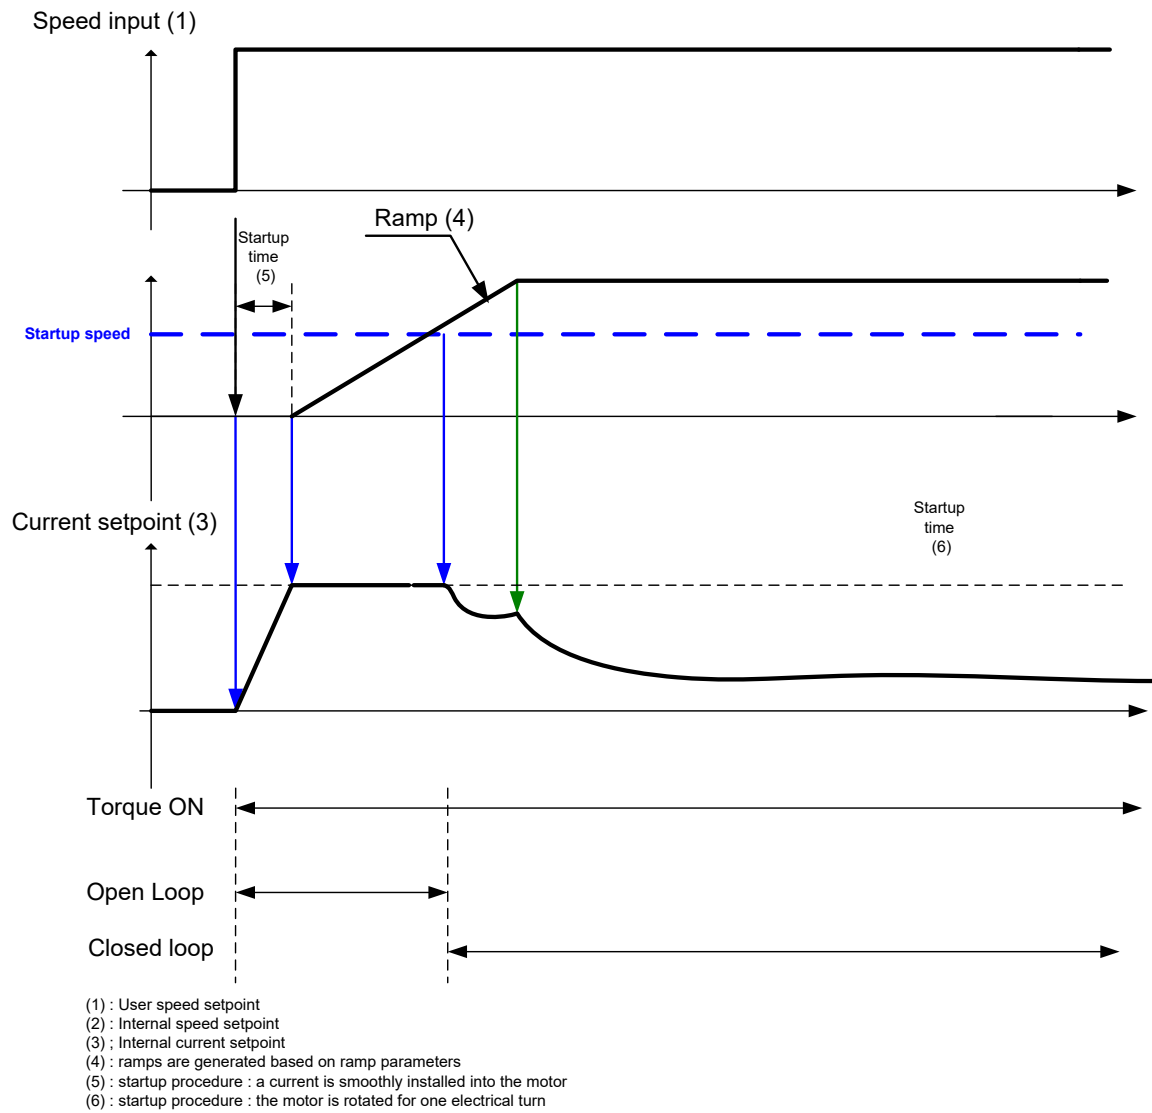 Speed input (1)
Ramp (4)
Startup
time
(5)
Startup speed
Current setpoint (3)
Startup
time
(6)
Torque ON
Open Loop
Closed loop
(1) : User speed setpoint
(2) : Internal speed setpoint
(3) ; Internal current setpoint
(4) : ramps are generated based on ramp parameters
(5) : startup procedure : a current is smoothly installed into the motor
(6) : startup procedure : the motor is rotated for one electrical turn